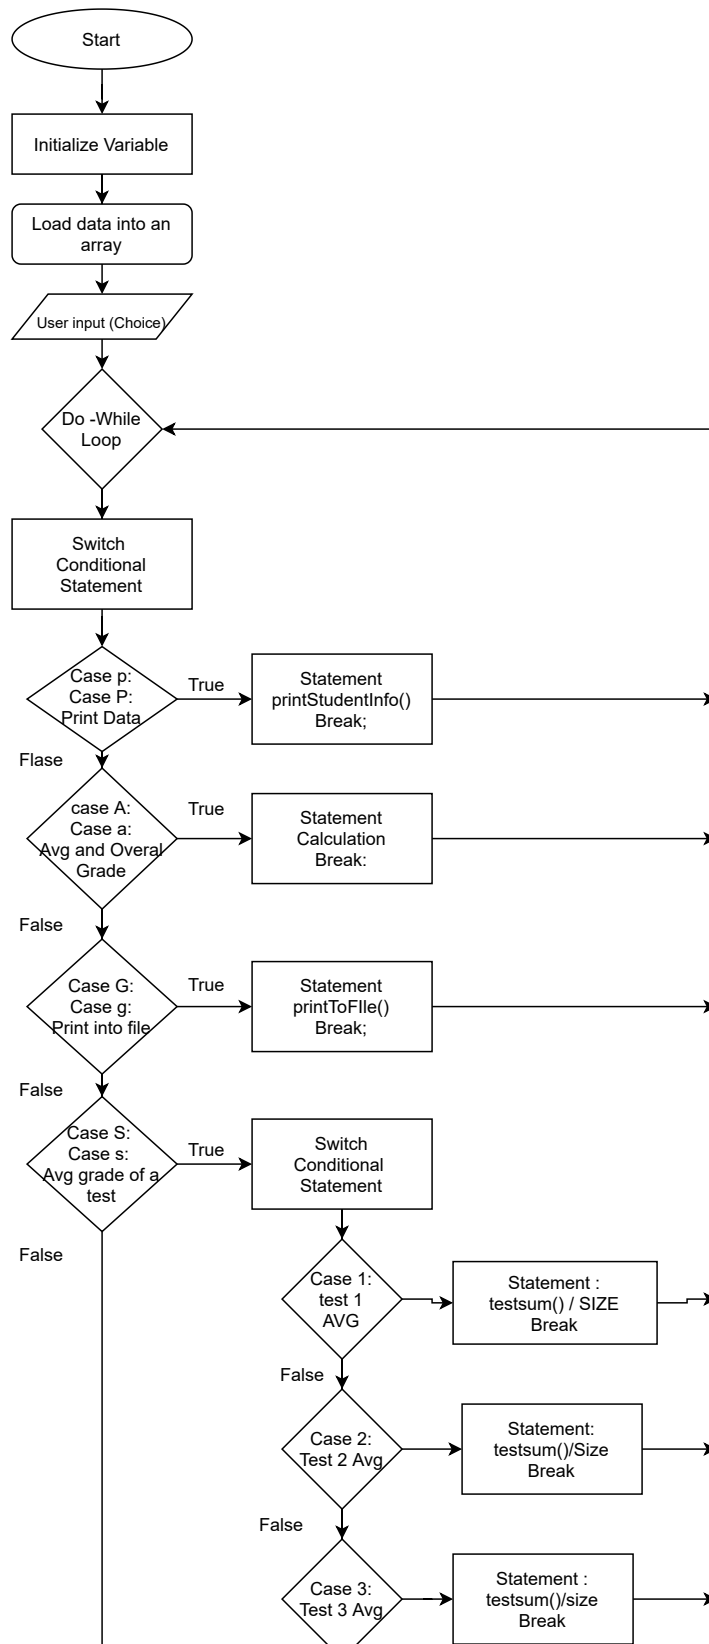 Start
Initialize Variable
Load data into an
array
User input (Choice)
Do -While
Loop
Switch
Conditional
Statement
Case p:
Case P:
Print Data
True
Statement
printStudentInfo()
Break;
Flase
case A:
Case a:
Avg and Overal
Grade
True
Statement
Calculation
Break:
False
Case G:
Case g:
Print into file
True
Statement
printToFIle()
Break;
False
Case S:
Case s:
Avg grade of a
test
True
Switch
Conditional
Statement
False
Case 1:
test 1
AVG
Statement :
testsum() / SIZE
Break
False
Case 2:
Test 2 Avg
Statement:
testsum()/Size
Break
False
Case 3:
Test 3 Avg
Statement :
testsum()/size
Break